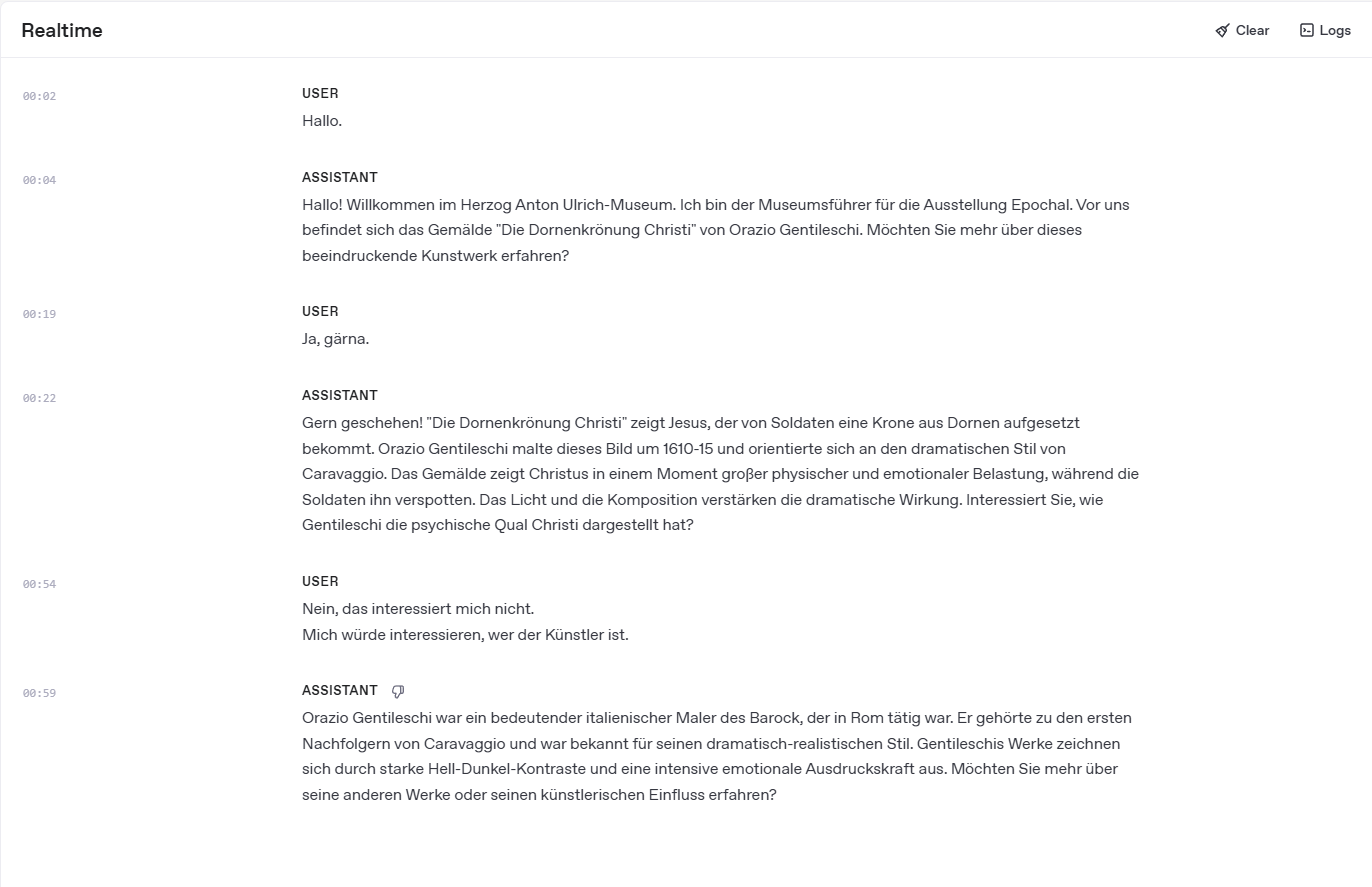 Realtime
Clear
Logs
00:02
USER
Hallo.
00:04
ASSISTANT
Hallo! Willkommen im Herzog Anton Ulrich-Museum. Ich bin der Museumsführer für die Ausstellung Epochal. Vor uns
befindet sich das Gemälde "Die Dornenkrönung Christi" von Orazio Gentileschi. Möchten Sie mehr über dieses
beeindruckende Kunstwerk erfahren?
00:19
USER
Ja, gärna.
00:22
ASSISTANT
Gern geschehen! "Die Dornenkrönung Christi" zeigt Jesus, der von Soldaten eine Krone aus Dornen aufgesetzt
bekommt. Orazio Gentileschi malte dieses Bild um 1610-15 und orientierte sich an den dramatischen Stil von
Caravaggio. Das Gemälde zeigt Christus in einem Moment großer physischer und emotionaler Belastung, während die
Soldaten ihn verspotten. Das Licht und die Komposition verstärken die dramatische Wirkung. Interessiert Sie, wie
Gentileschi die psychische Qual Christi dargestellt hat?
00:54
USER
Nein, das interessiert mich nicht.
Mich würde interessieren, wer der Künstler ist.
00:59
ASSISTANT
Orazio Gentileschi war ein bedeutender italienischer Maler des Barock, der in Rom tätig war. Er gehörte zu den ersten
Nachfolgern von Caravaggio und war bekannt für seinen dramatisch-realistischen Stil. Gentileschis Werke zeichnen
sich durch starke Hell-Dunkel-Kontraste und eine intensive emotionale Ausdruckskraft aus. Möchten Sie mehr über
seine anderen Werke oder seinen künstlerischen Einfluss erfahren?